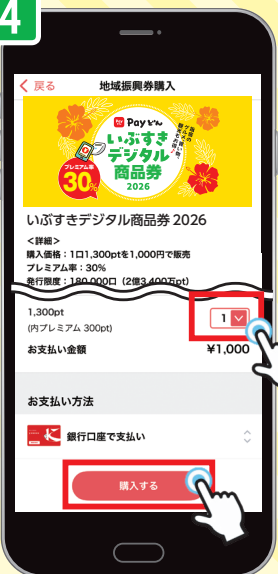 4
戻る 地域振興券購入
Payどん
いぶすき
デジタル
商品券
2026
プレミアム率
30%
いぶすきデジタル商品券 2026
<詳細>
購入価格：1口1,300ptを1,000円で販売
プレミアム率：30%
発行限度：180,000口（2億3,400万pt）
1,300pt
1
(内プレミアム 300pt)
お支払い金額 ¥1,000
お支払い方法
銀行口座で支払い
購入する